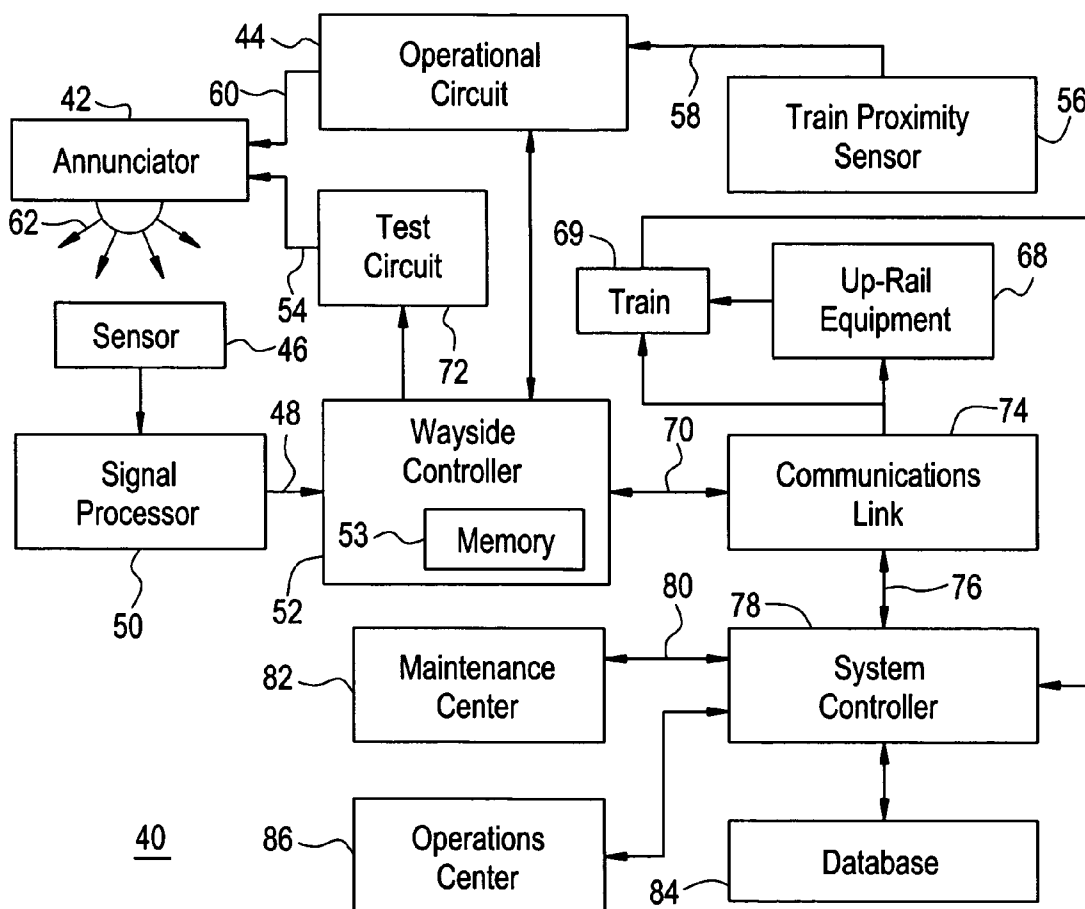 44
Operational
Circuit
58
Train Proximity
Sensor
56
60
42
Annunciator
62
Test
Circuit
54
72
69
Train
Up-Rail
Equipment
68
Sensor
46
48
Signal
Processor
50
Wayside
Controller
53
Memory
52
70
74
Communications
Link
76
80
78
82
Maintenance
Center
System
Controller
40
86
Operations
Center
84
Database